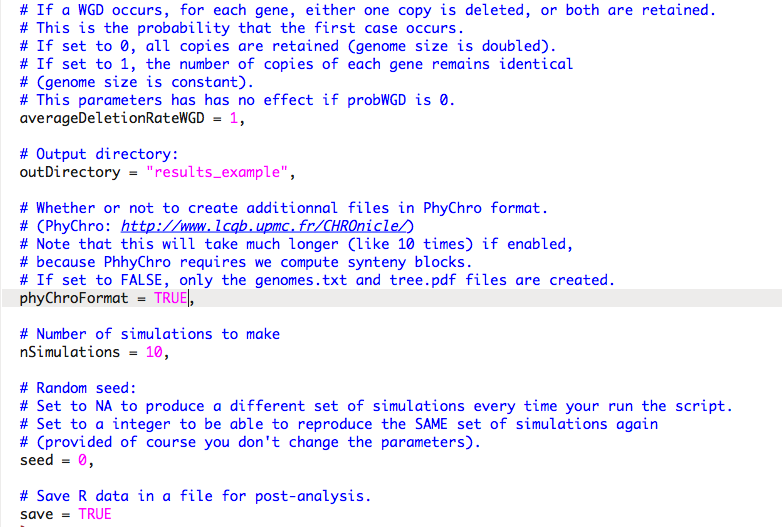 # If a WGD occurs, for each gene, either one copy is deleted, or both are retained.
# This is the probability that the first case occurs.
# If set to 0, all copies are retained (genome size is doubled).
# If set to 1, the number of copies of each gene remains identical
# (genome size is constant).
# This parameters has has no effect if probWGD is 0.
averageDeletionRateWGD = 1,
# Output directory:
outDirectory = "results_example",
# Whether or not to create additionnal files in PhyChro format.
# (PhyChro: http://www.lcqb.upmc.fr/CHROnicle/)
# Note that this will take much longer (like 10 times) if enabled,
# because PhhyChro requires we compute synteny blocks.
# If set to FALSE, only the genomes.txt and tree.pdf files are created.
phyChroFormat = TRUE,
# Number of simulations to make
nSimulations = 10,
# Random seed:
# Set to NA to produce a different set of simulations every time your run the script.
# Set to a integer to be able to reproduce the SAME set of simulations again
# (provided of course you don't change the parameters).
seed = 0,
# Save R data in a file for post-analysis.
save = TRUE